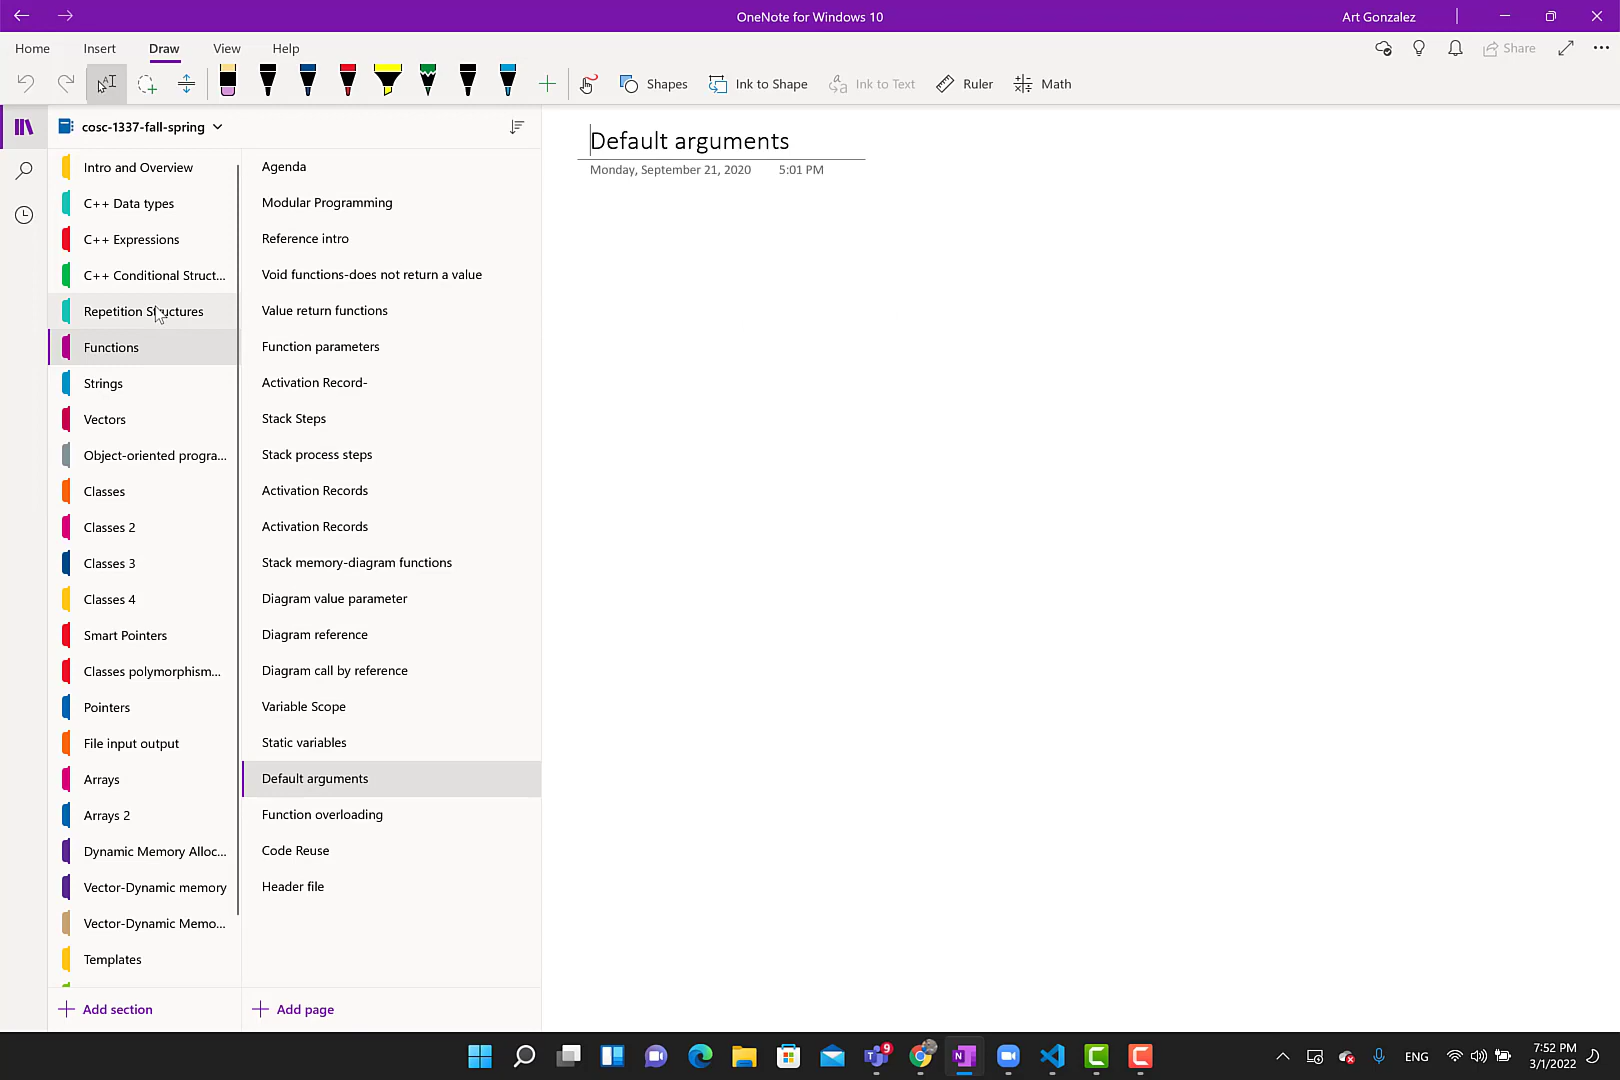 OneNote for Windows 10
Art Gonzalez
Home Insert Draw View Help
Share
Shapes Ink to Shape Ink to Text Ruler Math
cosc-1337-fall-spring
Intro and Overview
C++ Data types
C++ Expressions
C++ Conditional Struct...
Repetition Structures
Functions
Strings
Vectors
Object-oriented progra...
Classes
Classes 2
Classes 3
Classes 4
Smart Pointers
Classes polymorphism...
Pointers
File input output
Arrays
Arrays 2
Dynamic Memory Alloc...
Vector-Dynamic memory
Vector-Dynamic Memo...
Templates
Add section
Agenda
Modular Programming
Reference intro
Void functions-does not return a value
Value return functions
Function parameters
Activation Record-
Stack Steps
Stack process steps
Activation Records
Activation Records
Stack memory-diagram functions
Diagram value parameter
Diagram reference
Diagram call by reference
Variable Scope
Static variables
Default arguments
Function overloading
Code Reuse
Header file
Add page
Default arguments
Monday, September 21, 2020 5:01 PM
9
ENG
7:52 PM
3/1/2022